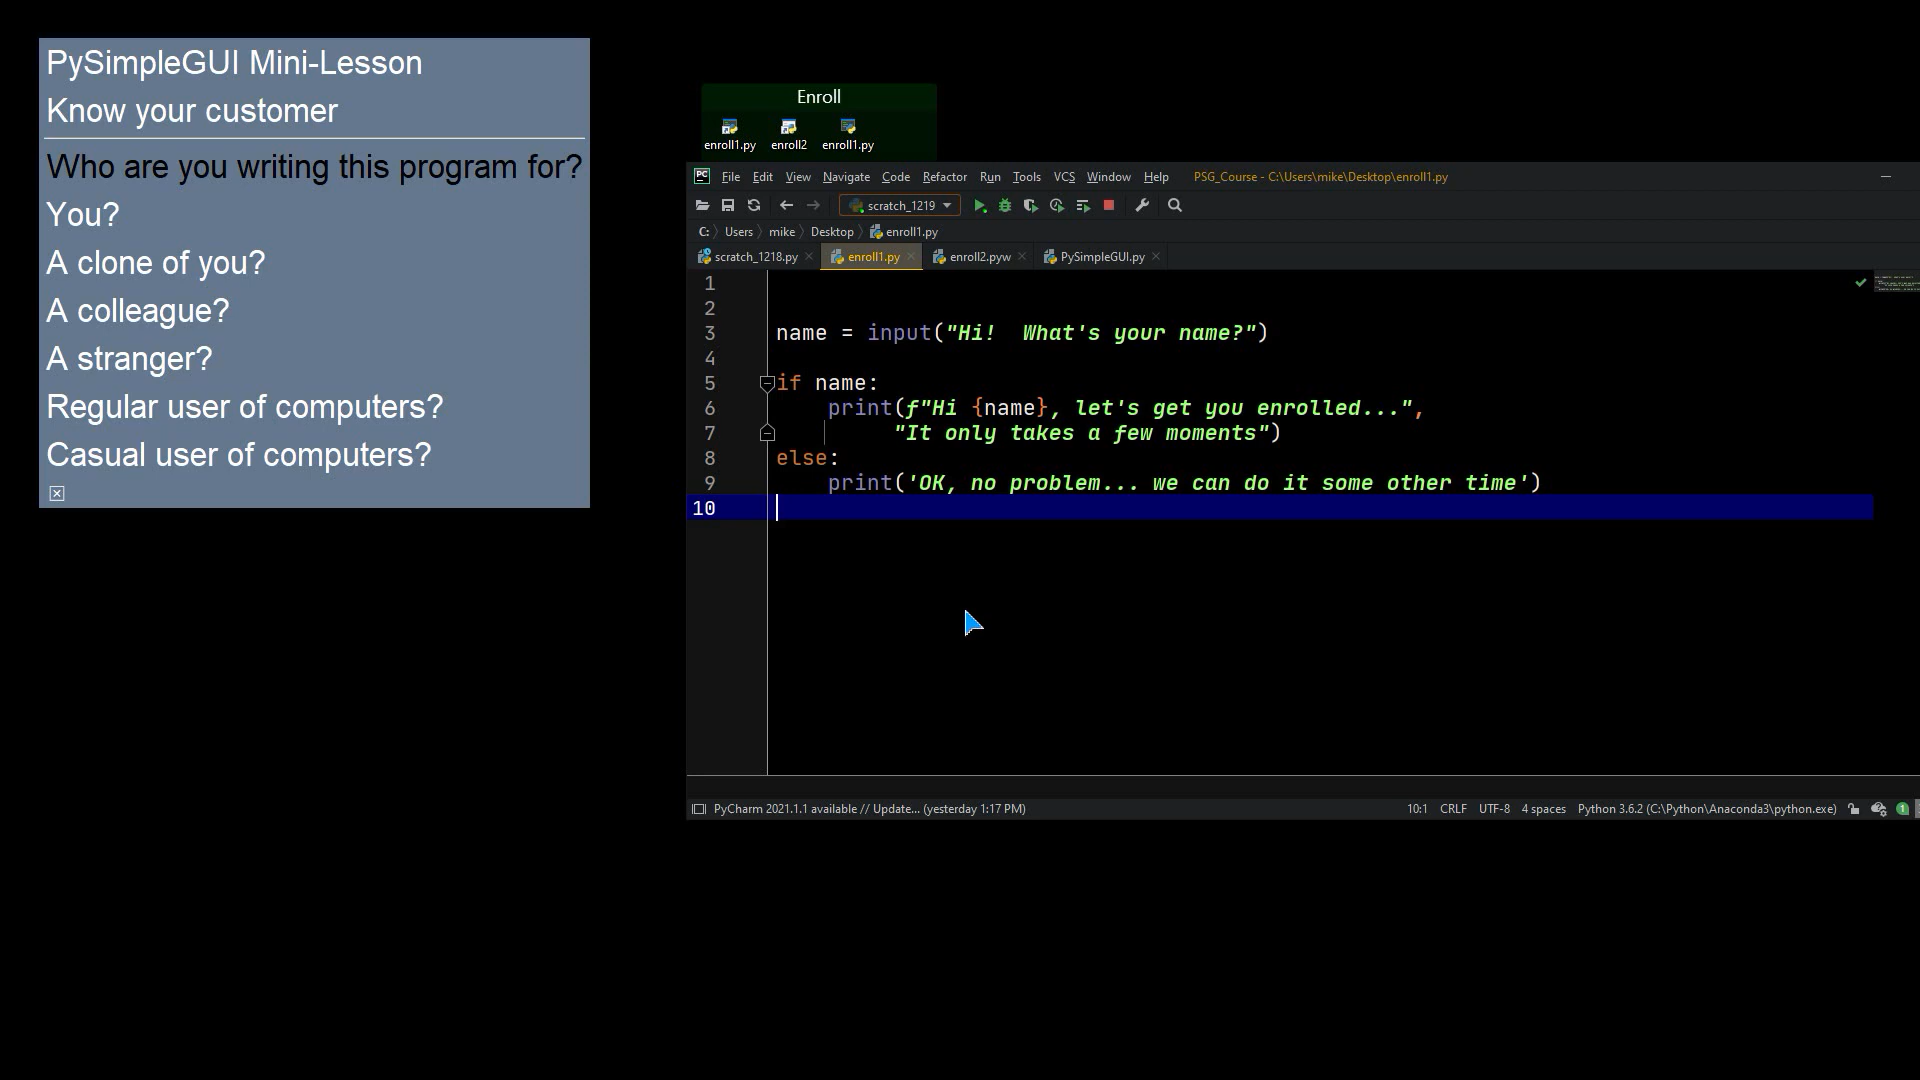 PySimpleGUI Mini-Lesson
Know your customer
Who are you writing this program for?
You?
A clone of you?
A colleague?
A stranger?
Regular user of computers?
Casual user of computers?
Enroll
enroll1.py enroll2 enroll1.py
PC File Edit View Navigate Code Refactor Run Tools VCS Window Help PSG_Course - C:\Users\mike\Desktop\enroll1.py
scratch_1219
C: Users mike Desktop enroll1.py
scratch_1218.py enroll1.py enroll2.pyw PySimpleGUI.py
1
2
3 name = input("Hi!  What's your name?")
4
5 if name:
6     print(f"Hi {name}, let's get you enrolled...",
7          "It only takes a few moments")
8 else:
9     print('OK, no problem... we can do it some other time')
10
PyCharm 2021.1.1 available // Update... (yesterday 1:17 PM) 10:1 CRLF UTF-8 4 spaces Python 3.6.2 (C:\Python\Anaconda3\python.exe) 1